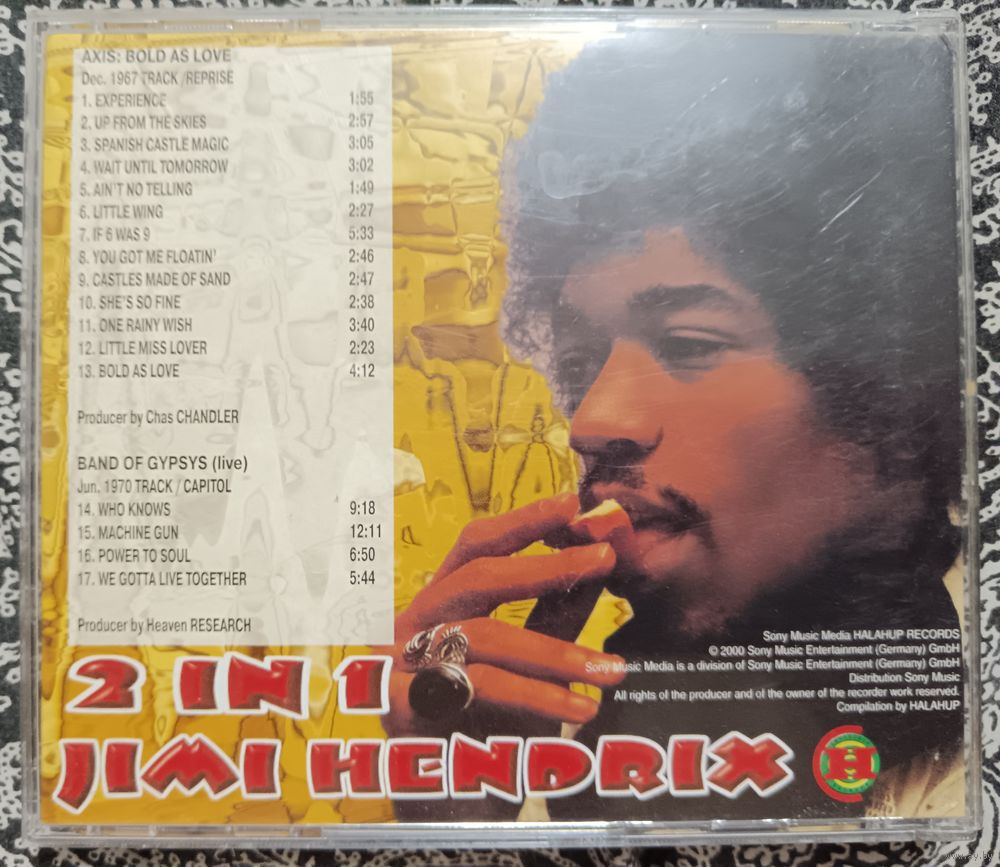 AXIS: BOLD AS LOVE
Dec. 1967 TRACK /REPRISE
1. EXPERIENCE 1:55
2. UP FROM THE SKIES 2:57
3. SPANISH CASTLE MAGIC 3:05
4. WAIT UNTIL TOMORROW 3:02
5. AIN'T NO TELLING 1:49
6. LITTLE WING 2:27
7. IF 6 WAS 9 5:33
8. YOU GOT ME FLOATIN' 2:46
9. CASTLES MADE OF SAND 2:47
10. SHE'S SO FINE 2:38
11. ONE RAINY WISH 3:40
12. LITTLE MISS LOVER 2:23
13. BOLD AS LOVE 4:12
Producer by Chas CHANDLER
BAND OF GYPSYS (live)
Jun. 1970 TRACK / CAPITOL
14. WHO KNOWS 9:18
15. MACHINE GUN 12:11
16. POWER TO SOUL 6:50
17. WE GOTTA LIVE TOGETHER 5:44
Producer by Heaven RESEARCH
Sony Music Media HALAHUP RECORDS
© 2000 Sony Music Entertainment (Germany) GmbH
Sony Music Media is a division of Sony Music Entertainment (Germany) GmbH
Distribution Sony Music
All rights of the producer and of the owner of the recorder work reserved.
Compilation by HALAHUP
2 IN 1
JIMI HENDRIX
H